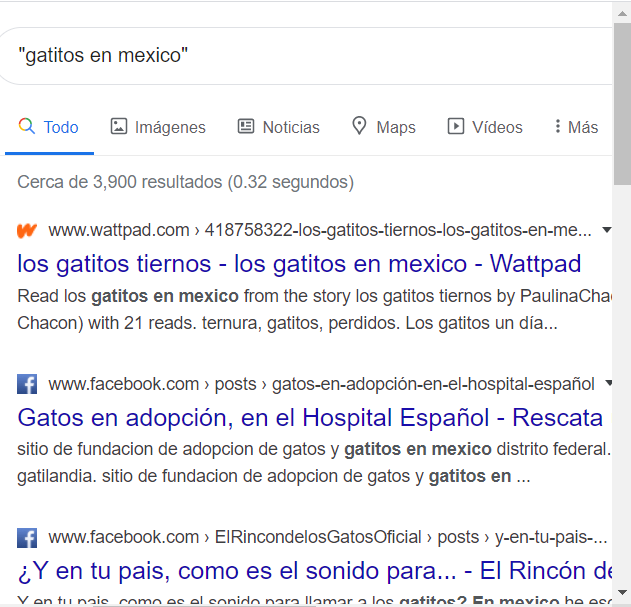 "gatitos en mexico"
Todo Imágenes Noticias Maps Vídeos Más
Cerca de 3,900 resultados (0.32 segundos)
www.wattpad.com › 418758322-los-gatitos-tiernos-los-gatitos-en-me...
los gatitos tiernos - los gatitos en mexico - Wattpad
Read los gatitos en mexico from the story los gatitos tiernos by PaulinaCha
Chacon) with 21 reads. ternura, gatitos, perdidos. Los gatitos un día...
www.facebook.com › posts › gatos-en-adopción-en-el-hospital-español
Gatos en adopción, en el Hospital Español - Rescata
sitio de fundacion de adopcion de gatos y gatitos en mexico distrito federal.
gatilandia. sitio de fundacion de adopcion de gatos y gatitos en ...
www.facebook.com › ElRincondelosGatosOficial › posts › y-en-tu-pais-...
¿Y en tu pais, como es el sonido para... - El Rincón de
Y en tu pais, como es el sonido para llamar a los gatitos? En mexico he